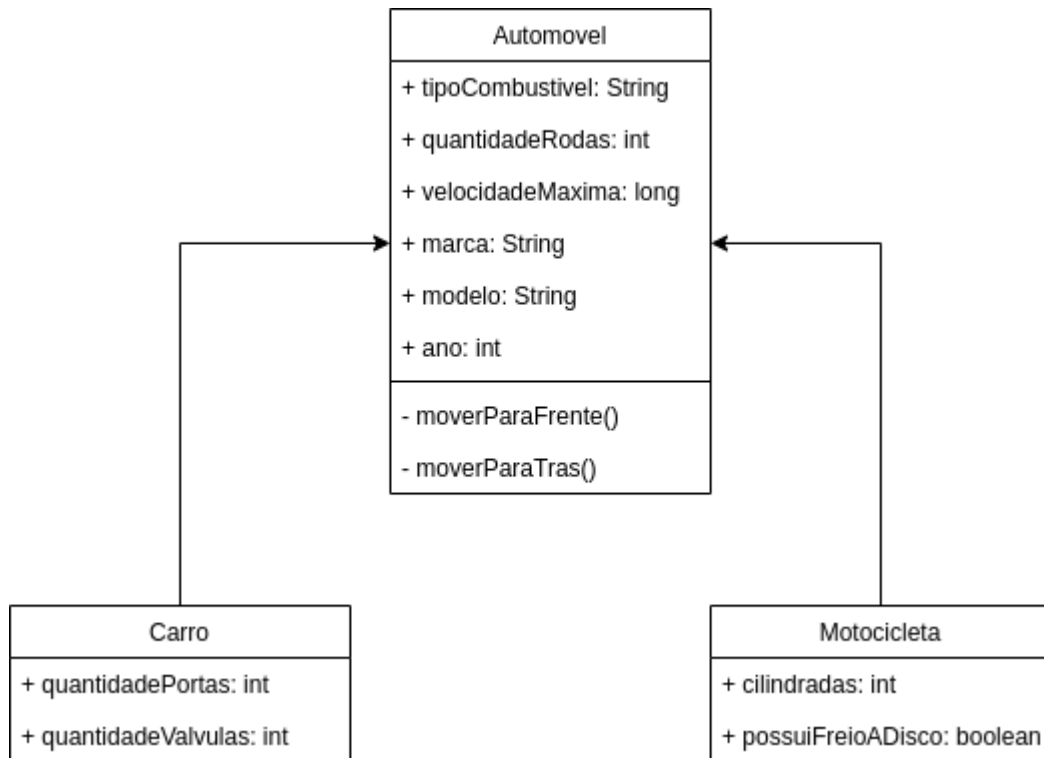 Automovel
+ tipoCombustivel: String
+ quantidadeRodas: int
+ velocidadeMaxima: long
+ marca: String
+ modelo: String
+ ano: int
- moverParaFrente()
- moverParaTras()
Carro
+ quantidadePortas: int
+ quantidadeValvulas: int
Motocicleta
+ cilindradas: int
+ possuiFreioADisco: boolean